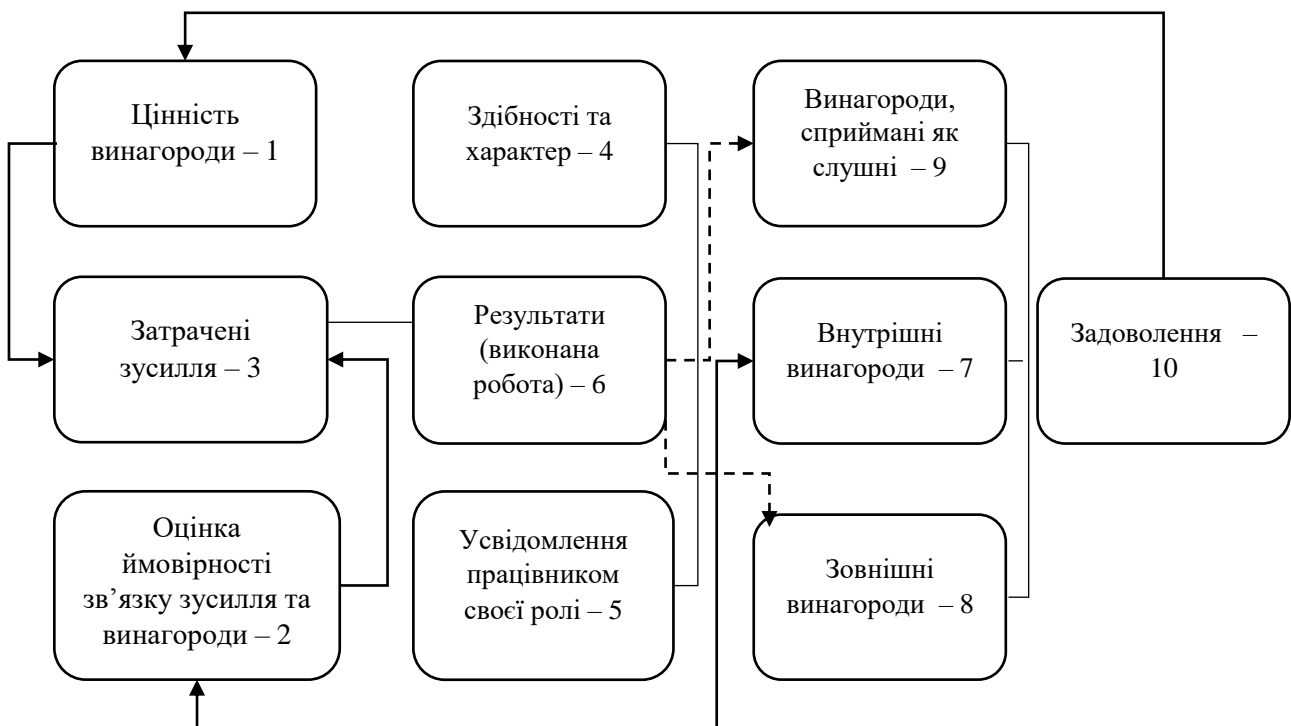 Цінність
винагороди – 1
Здібності та
характер – 4
Винагороди,
сприймані як
слушні – 9
Затрачені
зусилля – 3
Результати
(виконана
робота) – 6
Внутрішні
винагороди – 7
Задоволення –
10
Оцінка
ймовірності
зв’язку зусилля та
винагороди – 2
Усвідомлення
працівником
своєї ролі – 5
Зовнішні
винагороди – 8